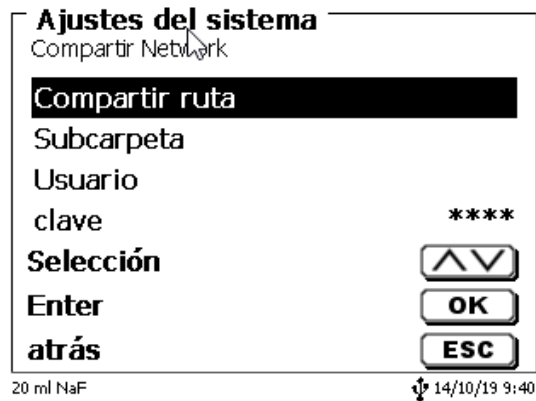 Ajustes del sistema
Compartir Network
Compartir ruta
Subcarpeta
Usuario
clave ****
Selección
Enter OK
atrás ESC
20 ml NaF 14/10/19 9:40